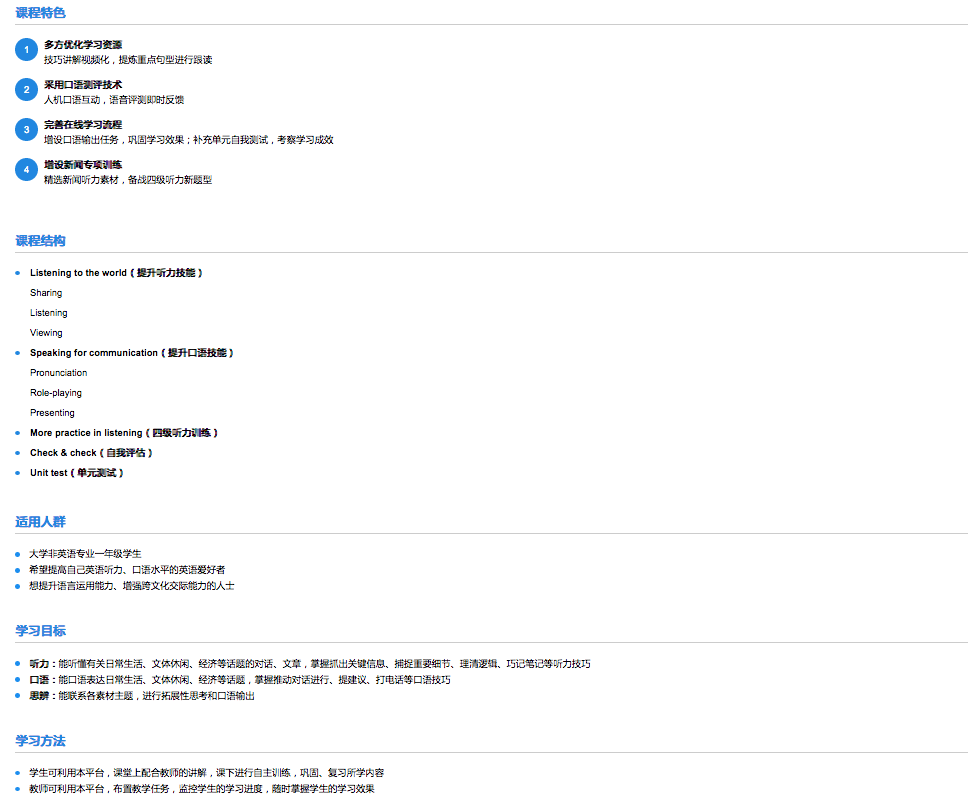 课程特色
1 多方优化学习资源
技巧讲解视频化，提炼重点句型进行跟读
2 采用口语测评技术
人机口语互动，语音评测即时反馈
3 完善在线学习流程
增设口语输出任务，巩固学习效果；补充单元自我测试，考察学习成效
4 增设新闻专项训练
精选新闻听力素材，备战四级听力新题型
课程结构
Listening to the world（提升听力技能）
Sharing
Listening
Viewing
Speaking for communication（提升口语技能）
Pronunciation
Role-playing
Presenting
More practice in listening（四级听力训练）
Check & check（自我评估）
Unit test（单元测试）
适用人群
大学非英语专业一年级学生
希望提高自己英语听力、口语水平的英语爱好者
想提升语言运用能力、增强跨文化交际能力的人士
学习目标
听力：能听懂有关日常生活、文体休闲、经济等话题的对话、文章，掌握抓出关键信息、捕捉重要细节、理清逻辑、巧记笔记等听力技巧
口语：能口语表达日常生活、文体休闲、经济等话题，掌握推动对话进行、提建议、打电话等口语技巧
思辨：能联系各素材主题，进行拓展性思考和口语输出
学习方法
学生可利用本平台，课堂上配合教师的讲解，课下进行自主训练，巩固、复习所学内容
教师可利用本平台，布置教学任务，监控学生的学习进度，随时掌握学生的学习效果